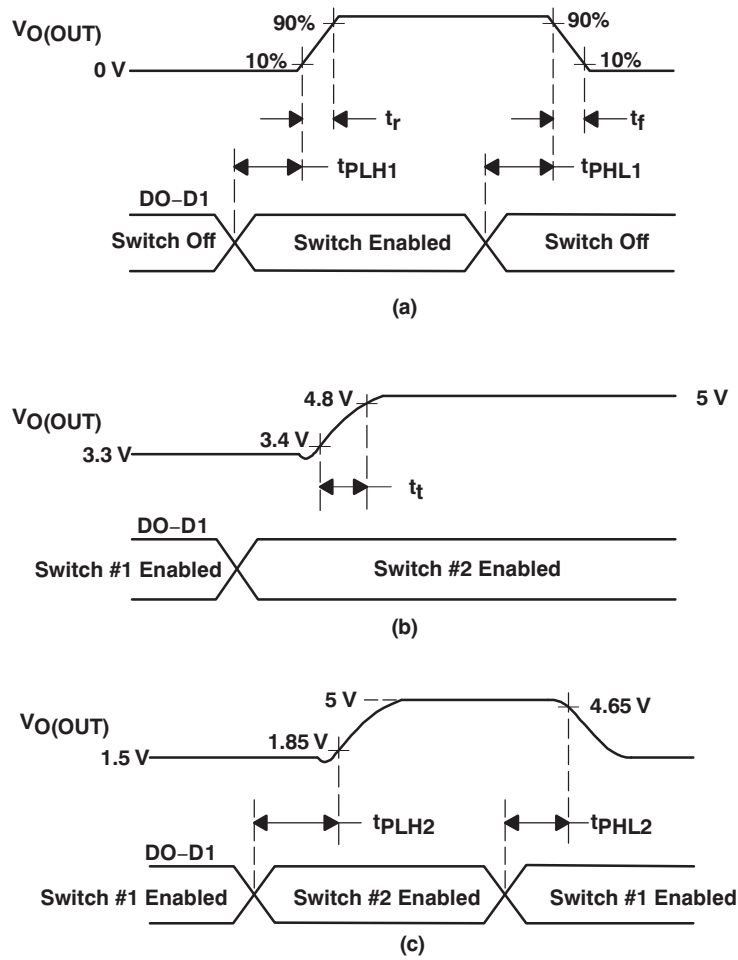 VO(OUT)
90%
90%
10%
10%
0 V
tr
tf
tPLH1
tPHL1
DO–D1
Switch Off
Switch Enabled
Switch Off
(a)
4.8 V
5 V
VO(OUT)
3.4 V
3.3 V
tt
DO–D1
Switch #1 Enabled
Switch #2 Enabled
(b)
5 V
4.65 V
VO(OUT)
1.85 V
1.5 V
tPLH2
tPHL2
DO–D1
Switch #1 Enabled
Switch #2 Enabled
Switch #1 Enabled
(c)